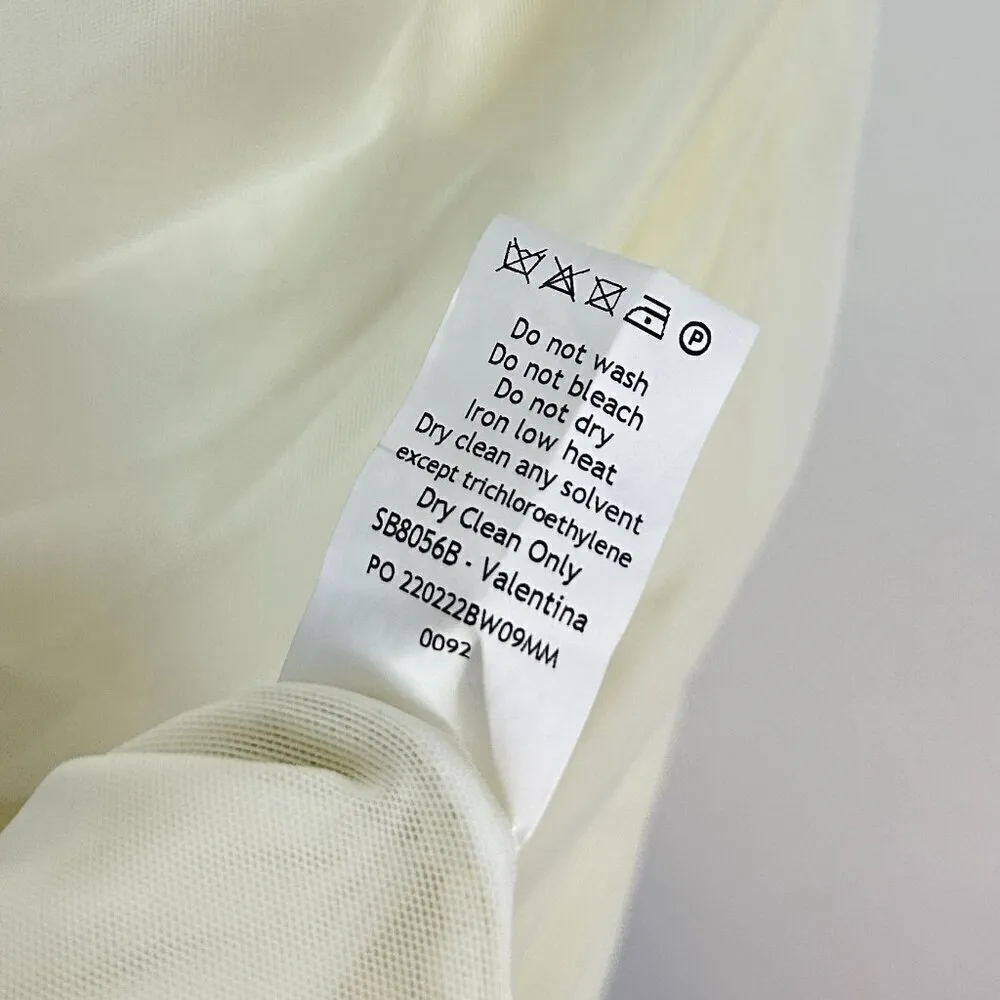 P
Do not wash
Do not bleach
Do not dry
Iron low heat
Dry clean any solvent
except trichloroethylene
Dry Clean Only
SB8056B - Valentina
PO 220222BW09MM
0092